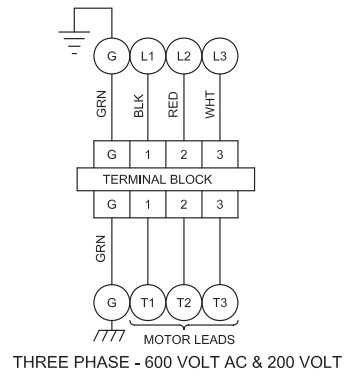 G L1 L2 L3
GRN BLK RED WHT
G 1 2 3
TERMINAL BLOCK
G 1 2 3
GRN
G T1 T2 T3
MOTOR LEADS
THREE PHASE - 600 VOLT AC & 200 VOLT